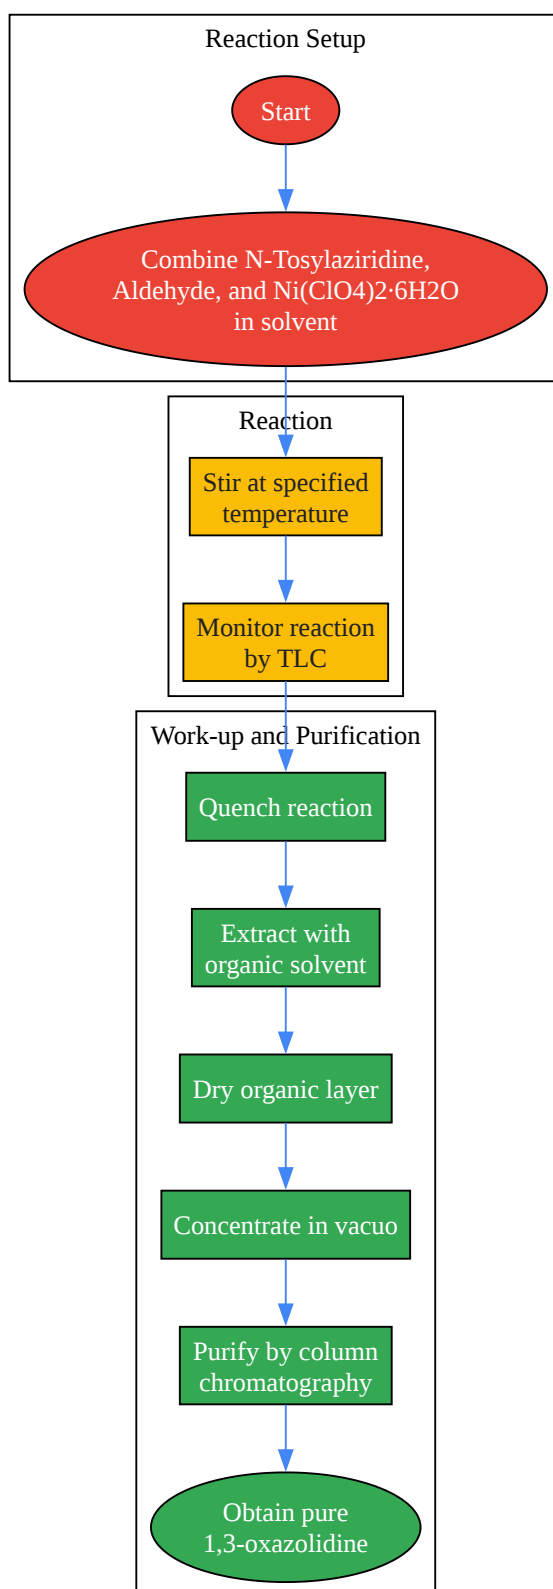 Reaction Setup
Start
Combine N-Tosylaziridine,
Aldehyde, and Ni(ClO4)2·6H2O
in solvent
Reaction
Stir at specified
temperature
Monitor reaction
by TLC
Work-up and Purification
Quench reaction
Extract with
organic solvent
Dry organic layer
Concentrate in vacuo
Purify by column
chromatography
Obtain pure
1,3-oxazolidine